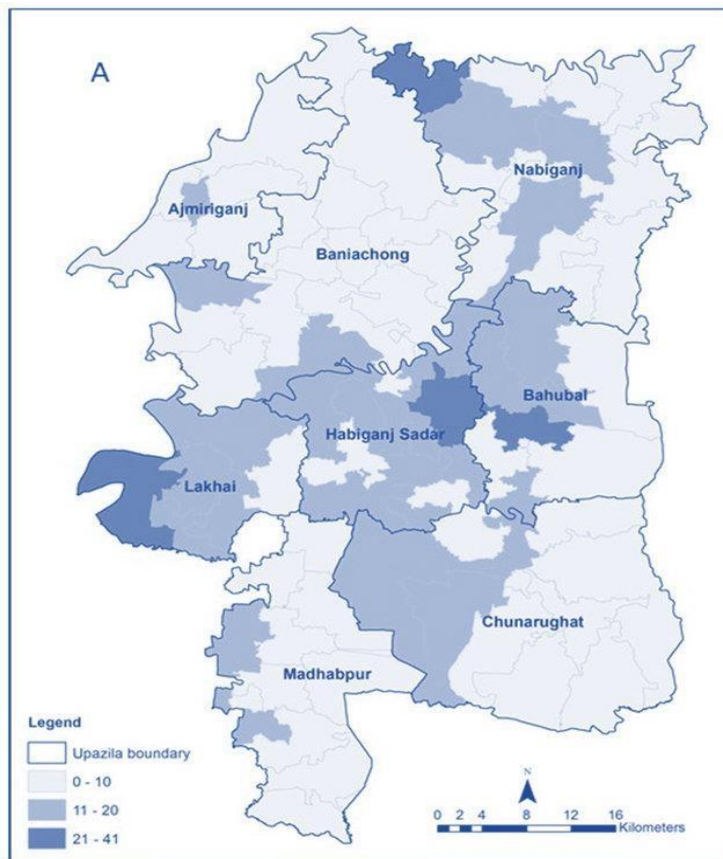 A
Nabiganj
Ajmiriganj
Baniachong
Bahubal
Habiganj Sadar
Lakhai
Chunarughat
Madhabpur
Legend
Upazila boundary
0 - 10
11 - 20
21 - 41
N
0 2 4 8 12 16
Kilometers